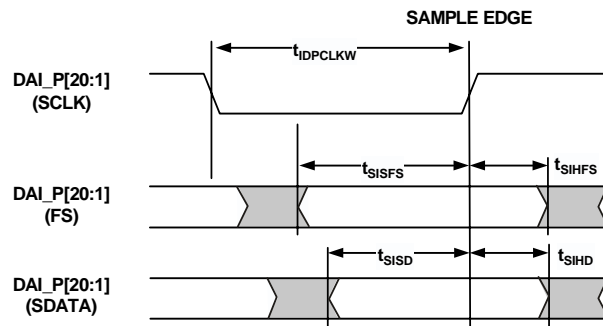 SAMPLE EDGE
tIDPCLKW
DAI_P[20:1]
(SCLK)
tSISFS
tSIHFS
DAI_P[20:1]
(FS)
tSISD
tSIHD
DAI_P[20:1]
(SDATA)